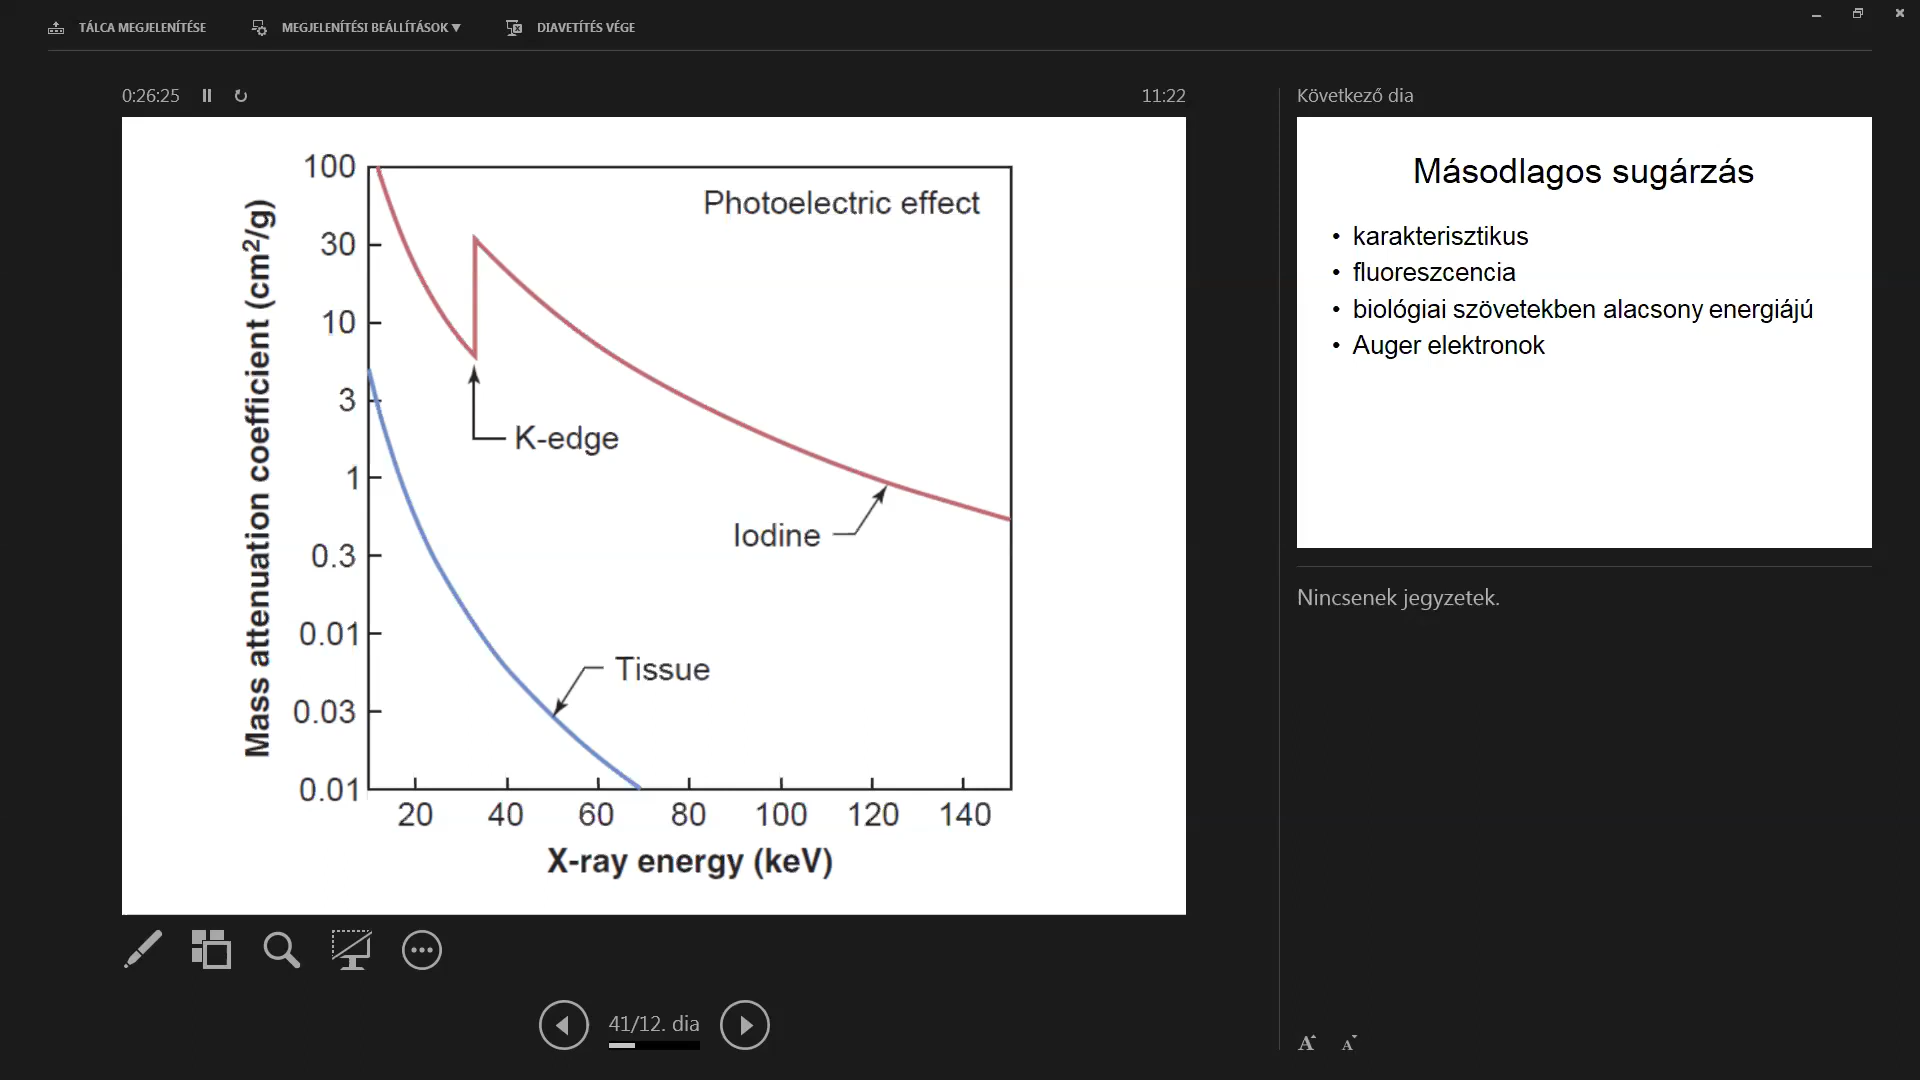 TÁLCA MEGJELENÍTÉSE
MEGJELENÍTÉSI BEÁLLÍTÁSOK
DIAVETÍTÉS VÉGE
0:26:25
11:22
Következő dia
Mass attenuation coefficient (cm²/g)
100
30
10
3
1
0.3
0.01
0.03
0.01
Photoelectric effect
K-edge
Iodine
Tissue
20 40 60 80 100 120 140
X-ray energy (keV)
Másodlagos sugárzás
• karakterisztikus
• fluoreszcencia
• biológiai szövetekben alacsony energiájú
• Auger elektronok
Nincsenek jegyzetek.
41/12. dia
A A